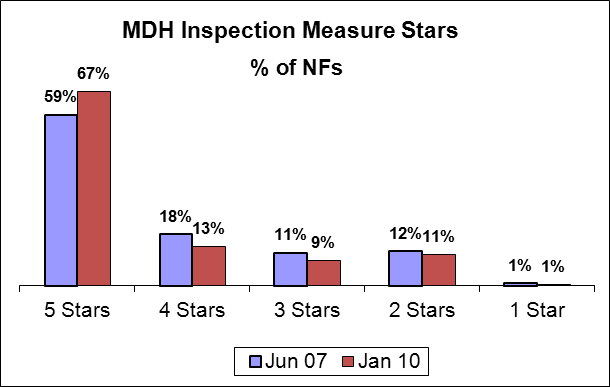 MDH Inspection Measure Stars
% of NFs
59% 67%
18% 13%
11% 9%
12% 11%
1% 1%
5 Stars 4 Stars 3 Stars 2 Stars 1 Star
Jun 07 Jan 10